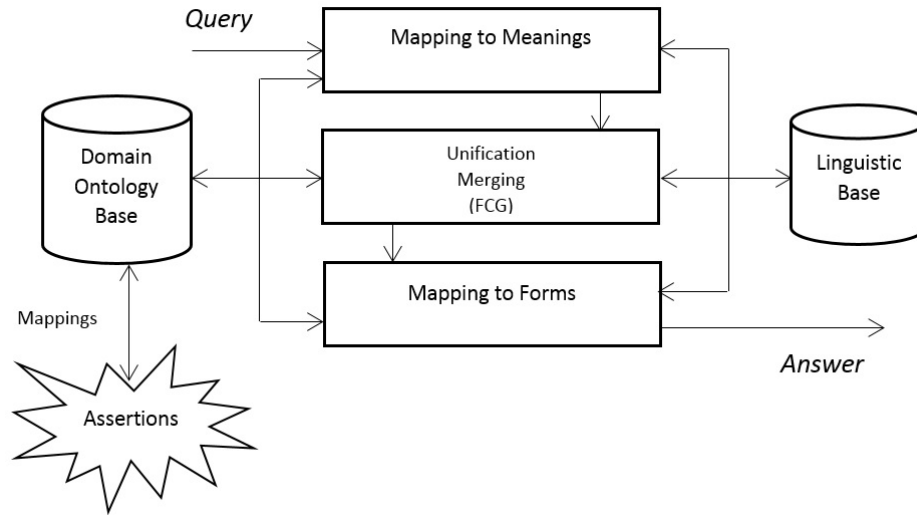 Query
Mapping to Meanings
Domain
Ontology
Base
Unification
Merging
(FCG)
Linguistic
Base
Mapping to Forms
Mappings
Answer
Assertions